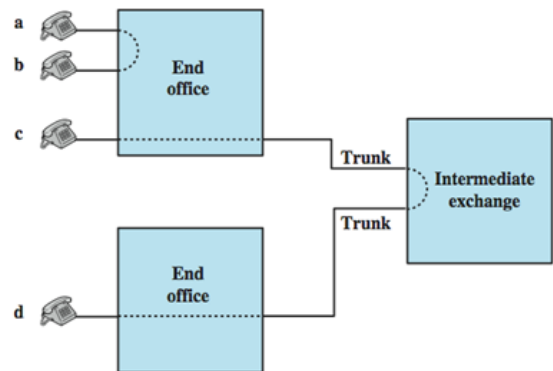 a
b
End
office
c
Trunk
Intermediate
exchange
Trunk
End
office
d